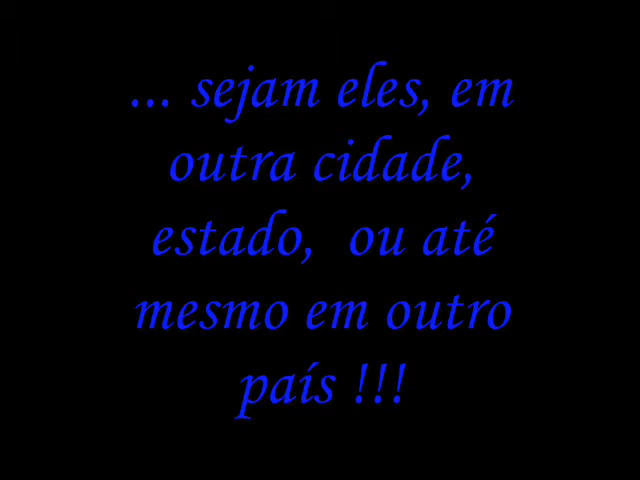 ... sejam eles, em
outra cidade,
estado,  ou até
mesmo em outro
país !!!